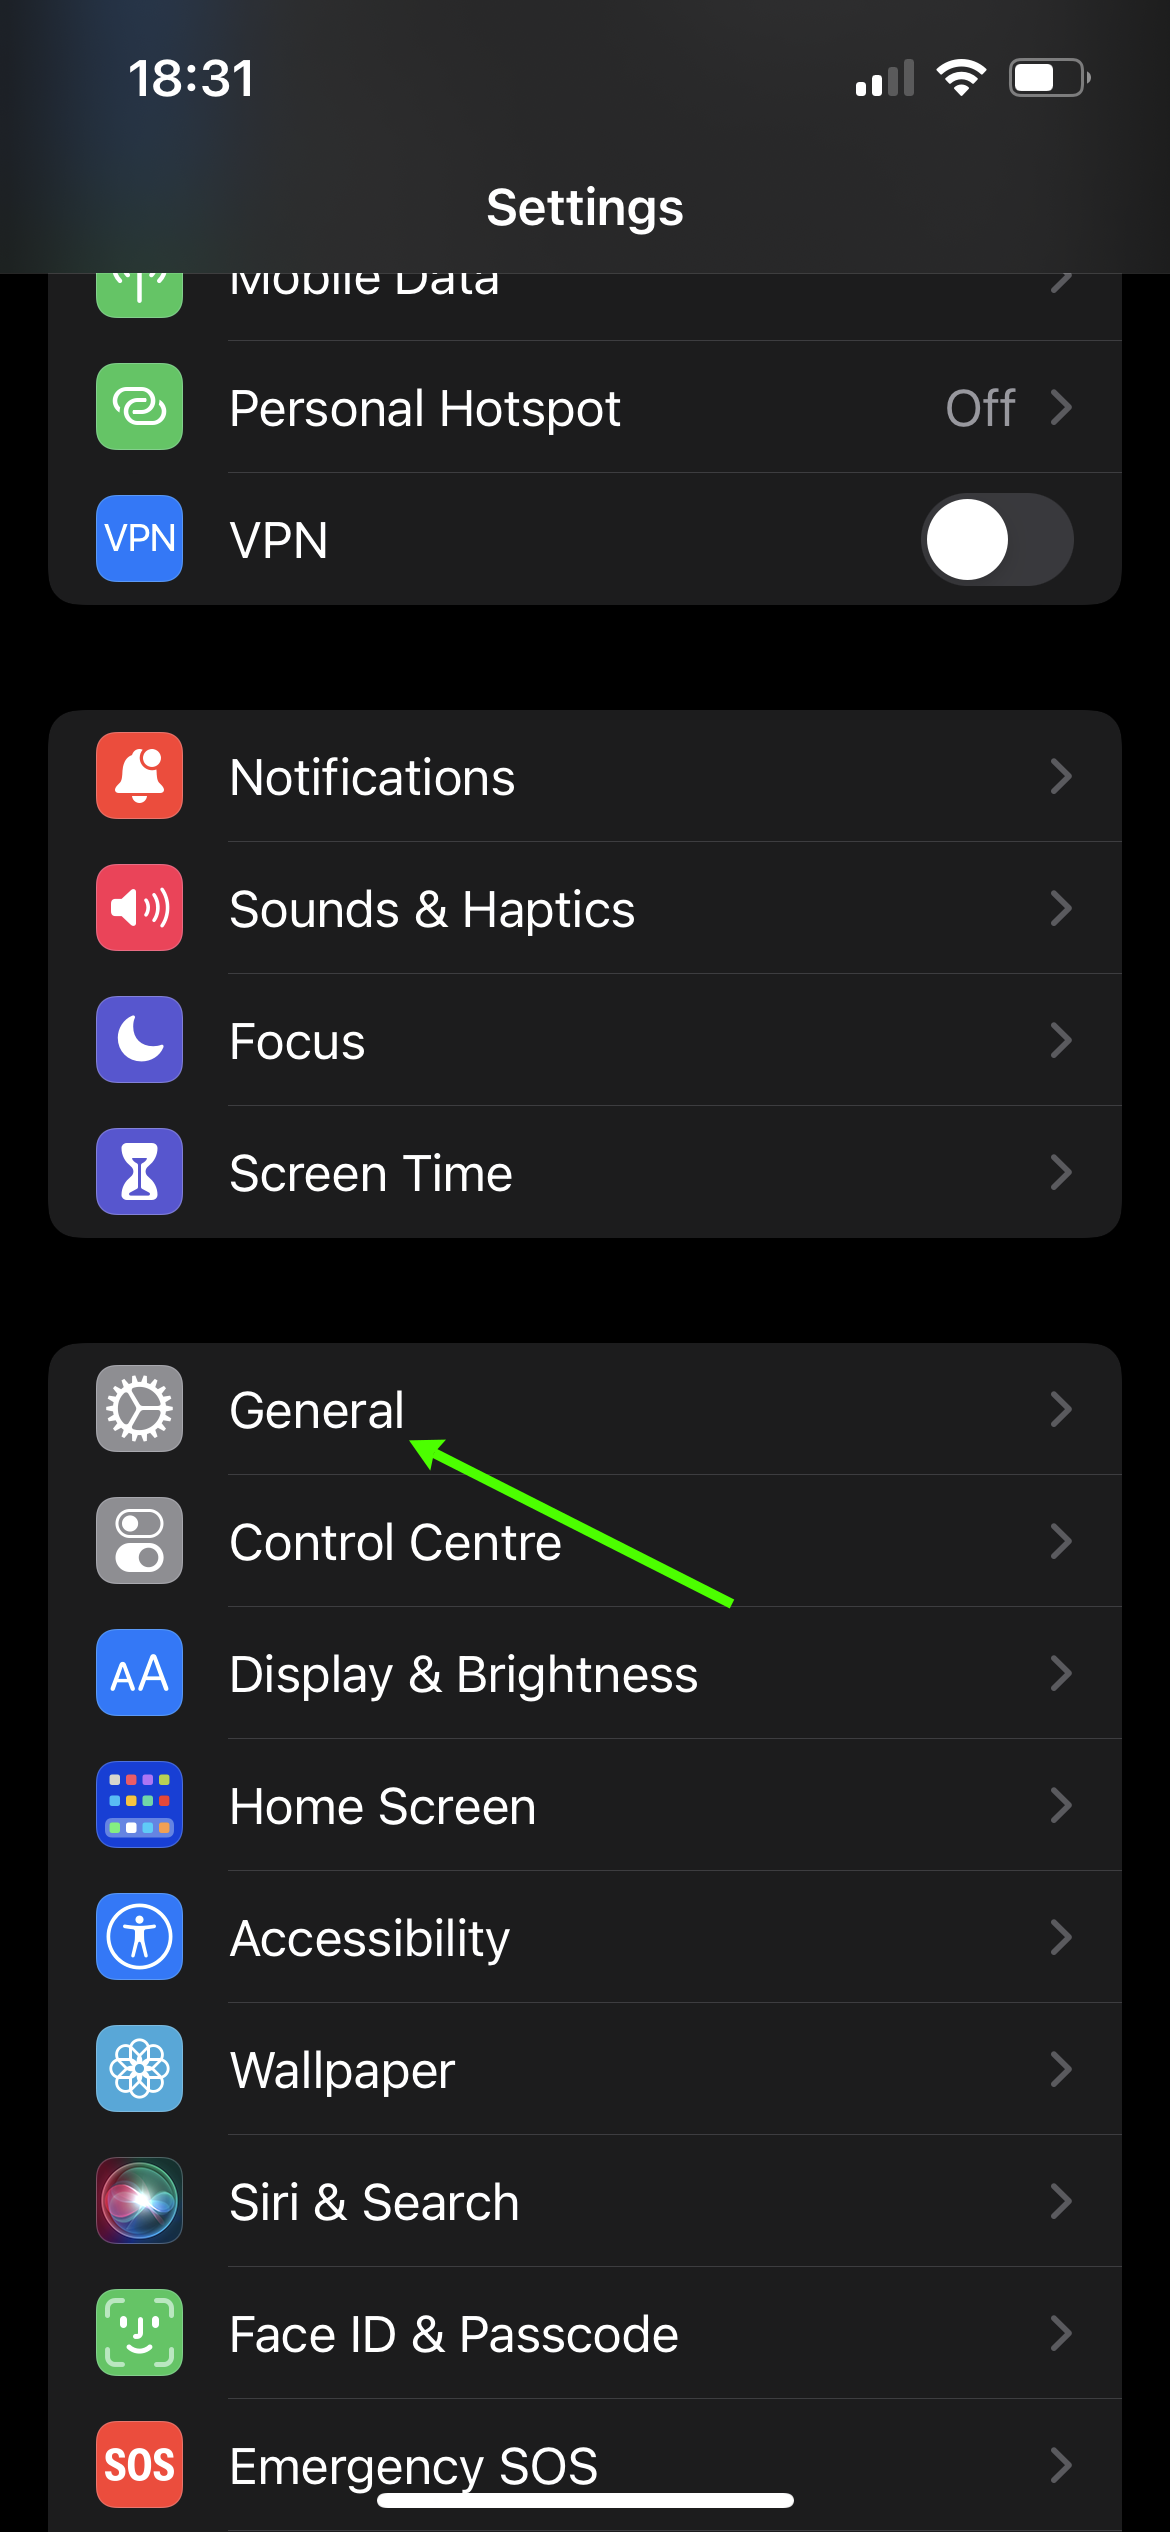 18:31
Settings
Mobile Data
Personal Hotspot Off
VPN VPN
Notifications
Sounds & Haptics
Focus
Screen Time
General
Control Centre
AA Display & Brightness
Home Screen
Accessibility
Wallpaper
Siri & Search
Face ID & Passcode
SOS Emergency SOS